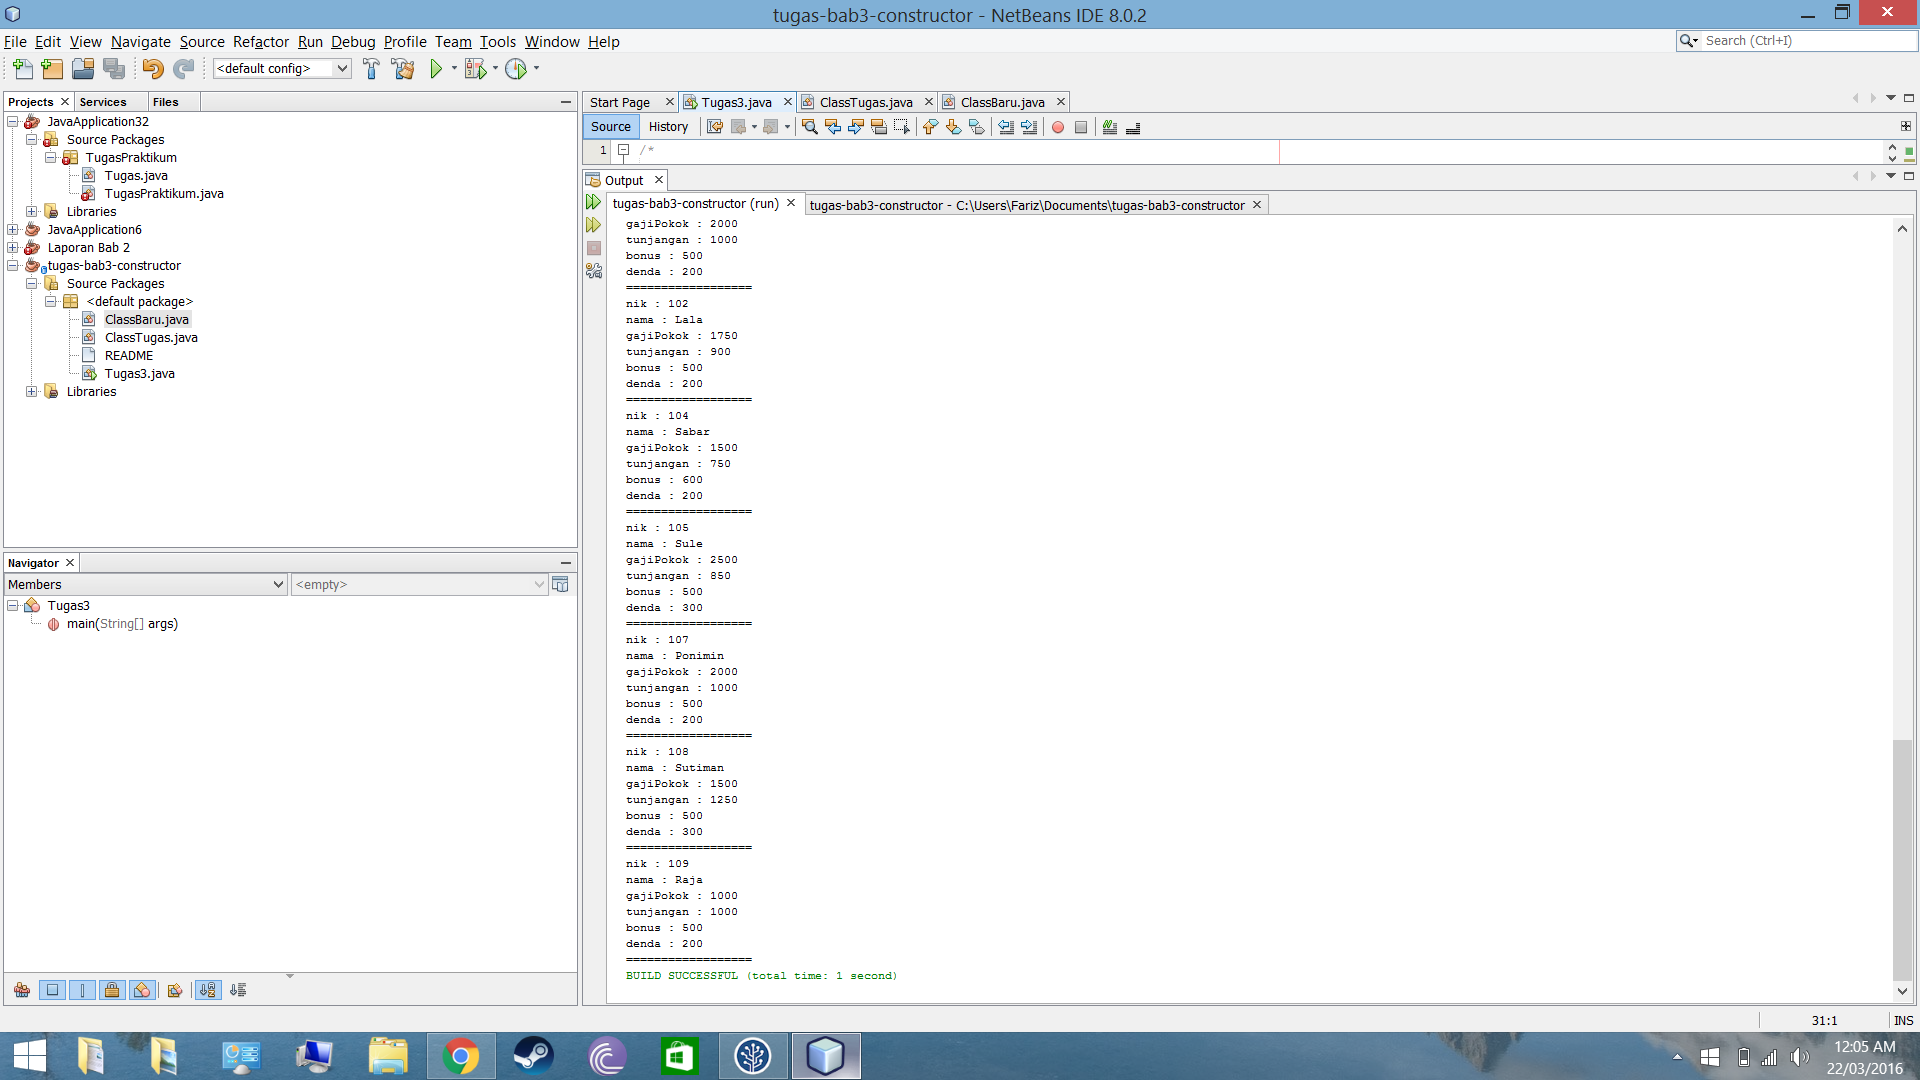 tugas-bab3-constructor - NetBeans IDE 8.0.2
File Edit View Navigate Source Refactor Run Debug Profile Team Tools Window Help
Search (Ctrl+I)
<default config>
Projects Services Files
JavaApplication32
Source Packages
TugasPraktikum
Tugas.java
TugasPraktikum.java
Libraries
JavaApplication6
Laporan Bab 2
tugas-bab3-constructor
Source Packages
<default package>
ClassBaru.java
ClassTugas.java
README
Tugas3.java
Libraries
Navigator
Members <empty>
Tugas3
main(String[] args)
Start Page Tugas3.java ClassTugas.java ClassBaru.java
Source History
1 /*
Output
tugas-bab3-constructor (run) tugas-bab3-constructor - C:\Users\Fariz\Documents\tugas-bab3-constructor
gajiPokok : 2000
tunjangan : 1000
bonus : 500
denda : 200
==================
nik : 102
nama : Lala
gajiPokok : 1750
tunjangan : 900
bonus : 500
denda : 200
==================
nik : 104
nama : Sabar
gajiPokok : 1500
tunjangan : 750
bonus : 600
denda : 200
==================
nik : 105
nama : Sule
gajiPokok : 2500
tunjangan : 850
bonus : 500
denda : 300
==================
nik : 107
nama : Ponimin
gajiPokok : 2000
tunjangan : 1000
bonus : 500
denda : 200
==================
nik : 108
nama : Sutiman
gajiPokok : 1500
tunjangan : 1250
bonus : 500
denda : 300
==================
nik : 109
nama : Raja
gajiPokok : 1000
tunjangan : 1000
bonus : 500
denda : 200
==================
BUILD SUCCESSFUL (total time: 1 second)
31:1 INS
12:05 AM
22/03/2016